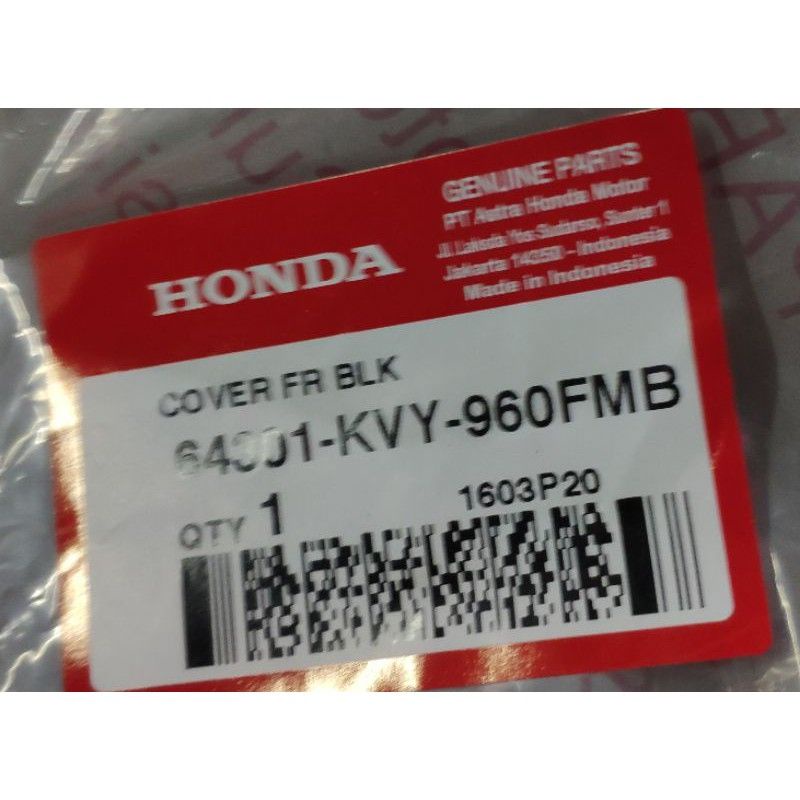 HONDA
GENUINE PARTS
PT Astra Honda Motor
Jl. Laksda Yos Sudarso, Sunter 1
Jakarta 14350 - Indonesia
Made in Indonesia
COVER FR BLK
64301-KVY-960FMB
QTY 1
1603P20